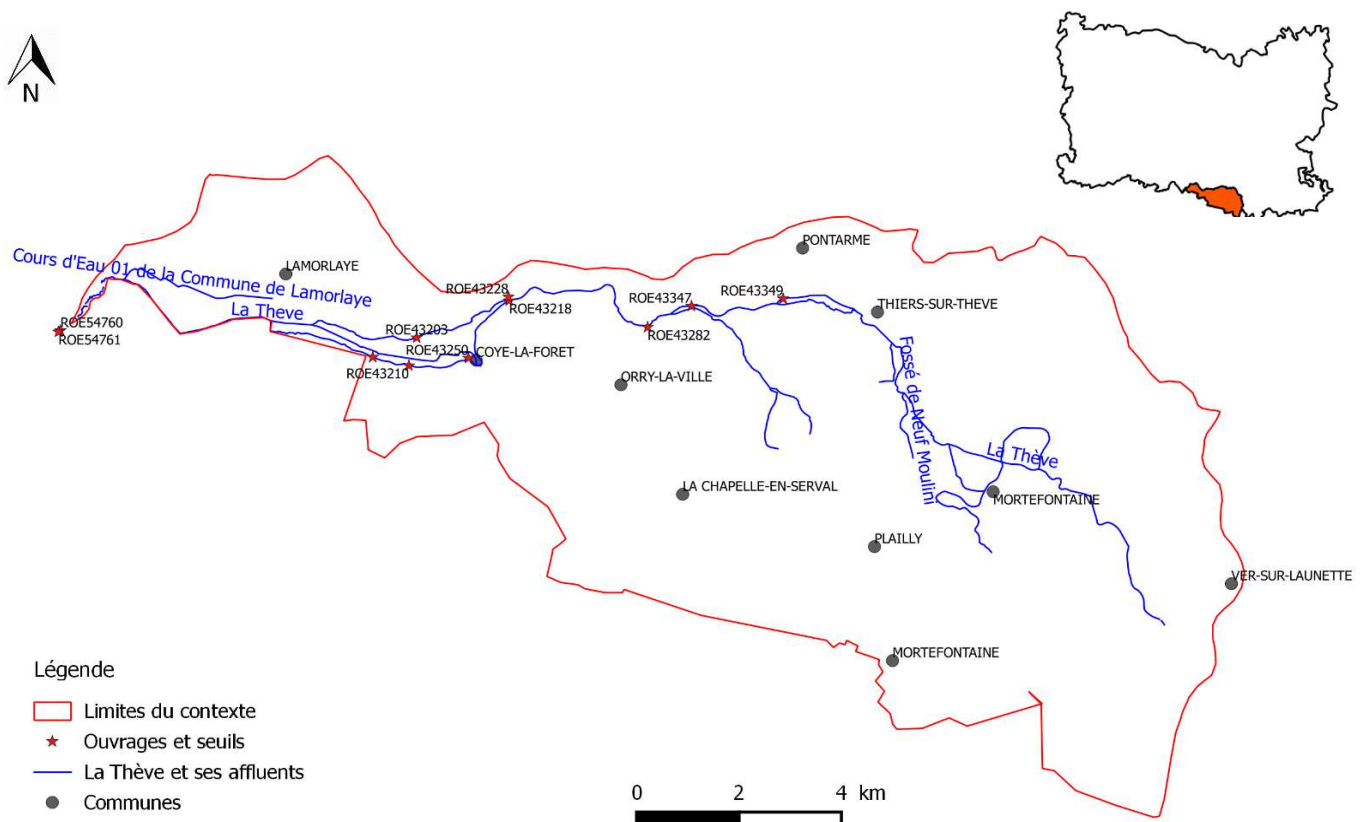 N
PONTARME
LAMORLAYE
Cours d'Eau 01 de la Commune de Lamorlaye
ROE43228
ROE43218
ROE43347
ROE43349
THIERS-SUR-THEVE
La Theve
ROE54760
ROE54761
ROE43203
ROE43282
ROE43250
COYE-LA-FORET
ROE43210
ORRY-LA-VILLE
Fossé de Neuf Moulini
La Thève
LA CHAPELLE-EN-SERVAL
MORTEFONTAINE
PLAILLY
VER-SUR-LAUNETTE
MORTEFONTAINE
Légende
Limites du contexte
Ouvrages et seuils
La Thève et ses affluents
Communes
0 2 4 km